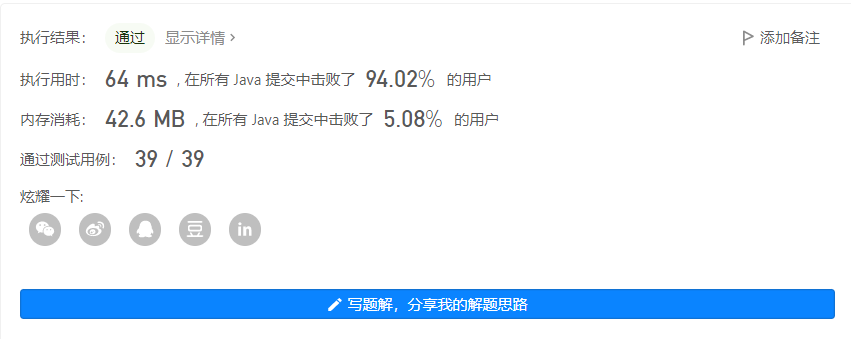 执行结果： 通过 显示详情 › 添加备注
执行用时： 64 ms , 在所有 Java 提交中击败了 94.02% 的用户
内存消耗： 42.6 MB , 在所有 Java 提交中击败了 5.08% 的用户
通过测试用例： 39 / 39
炫耀一下:
豆 in
写题解，分享我的解题思路